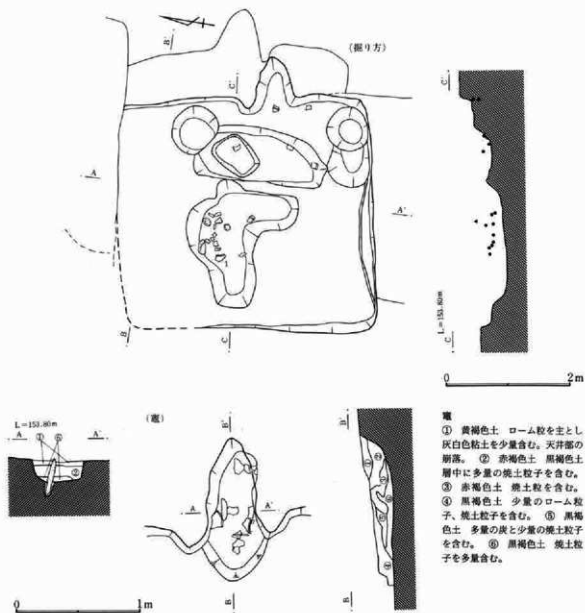 (掘り方)
B'
C'
A
A'
B
C
C'
L=153.80m
C
0 2m
(竈)
L=153.80m
A A'
① ⑤
②
B'
A A'
B
B'
B
0 1m
竈
① 黄褐色土 ローム粒を主とし
灰白色粘土を少量含む。天井部の
崩落。 ② 赤褐色土 黒褐色土
層中に多量の焼土粒子を含む。
③ 赤褐色土 焼土粒を含む。
④ 黒褐色土 少量のローム粒
子、焼土粒子を含む。 ⑤ 黒褐
色土 多量の炭と少量の焼土粒子
を含む。 ⑥ 黒褐色土 焼土粒
子を多量含む。